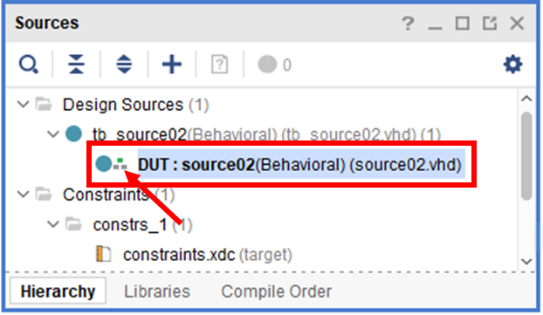 Sources
? _
0
Design Sources (1)
tb_source02(Behavioral) (tb_source02.vhd) (1)
DUT : source02(Behavioral) (source02.vhd)
Constraints (1)
constrs_1 (1)
constraints.xdc (target)
Hierarchy Libraries Compile Order